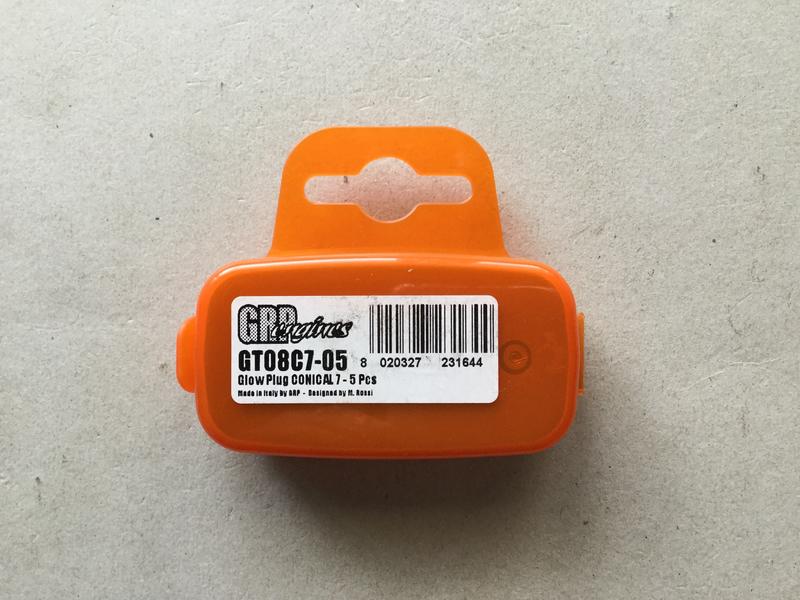 GRP engines
GT08C7-05
8 020327 231644
Glow Plug CONICAL 7 - 5 Pcs
Made in Italy by GRP - Designed by M. Rossi